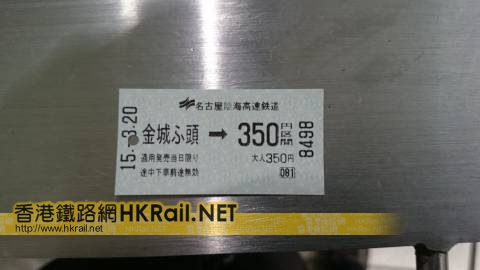 名古屋臨海高速鉄道
15.-3.20
金城ふ頭 → 350円区間
8498
通用発売当日限り
大人350円
途中下車前途無効
081
香港鐵路網HKRail.NET
http://www.hkrail.net